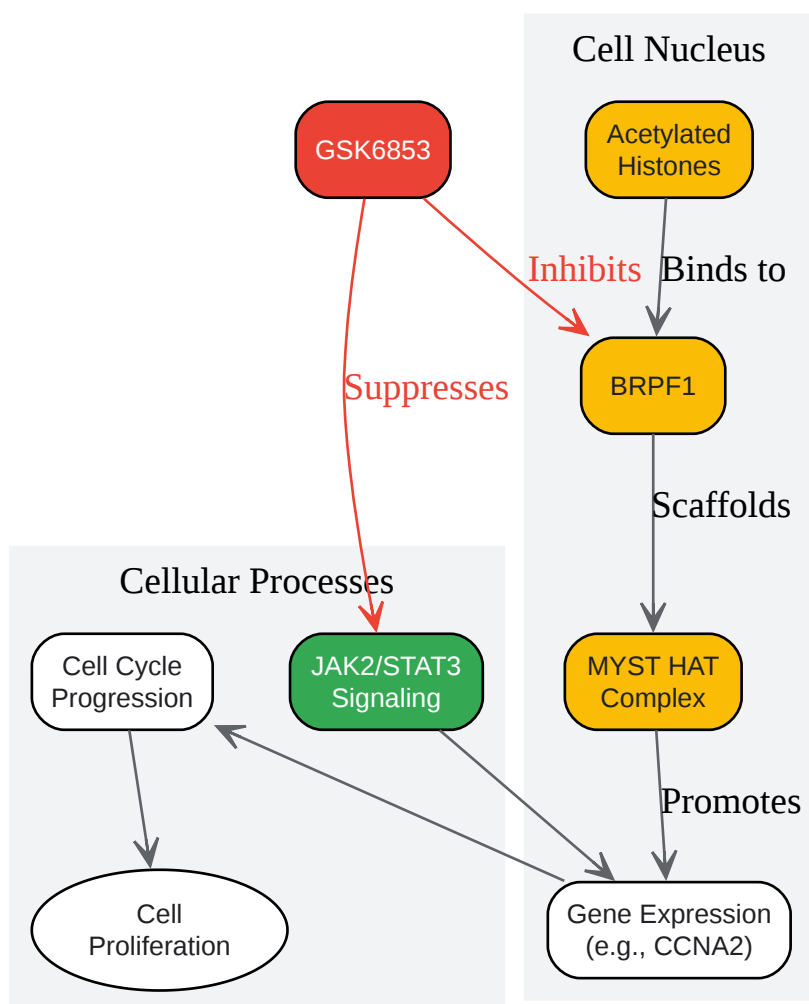 Cell Nucleus
GSK6853
Acetylated
Histones
Inhibits
Binds to
BRPF1
Suppresses
Scaffolds
Cellular Processes
Cell Cycle
Progression
JAK2/STAT3
Signaling
MYST HAT
Complex
Promotes
Cell
Proliferation
Gene Expression
(e.g., CCNA2)